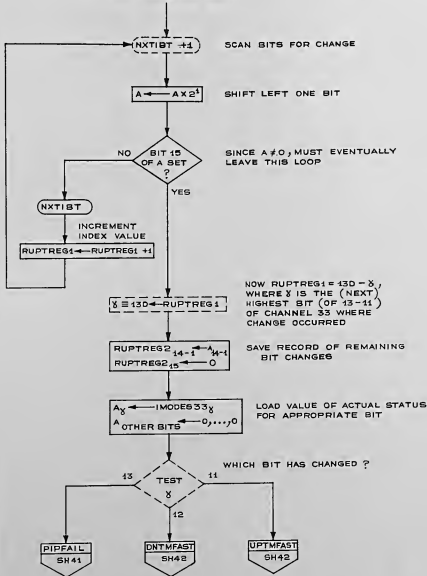 NXTIBT +1
SCAN BITS FOR CHANGE
A ← A X 2¹
SHIFT LEFT ONE BIT
NO
BIT 15
OF A SET
?
SINCE A≠0, MUST EVENTUALLY
LEAVE THIS LOOP
YES
NXTIBT
INCREMENT
INDEX VALUE
RUPTREG1 ← RUPTREG1 +1
γ ≡ 13D ← RUPTREG1
NOW RUPTREG1 = 13D - γ,
WHERE γ IS THE (NEXT)
HIGHEST BIT (OF 13-11)
OF CHANNEL 33 WHERE
CHANGE OCCURRED
RUPTREG2 14-1 ← A 14-1
RUPTREG2 15 ← 0
SAVE RECORD OF REMAINING
BIT CHANGES
Aγ ← IMODES33γ
A OTHER BITS ← 0,...,0
LOAD VALUE OF ACTUAL STATUS
FOR APPROPRIATE BIT
13
TEST
γ
11
12
WHICH BIT HAS CHANGED ?
PIPFAIL
SH41
DNTMFAST
SH42
UPTMFAST
SH42